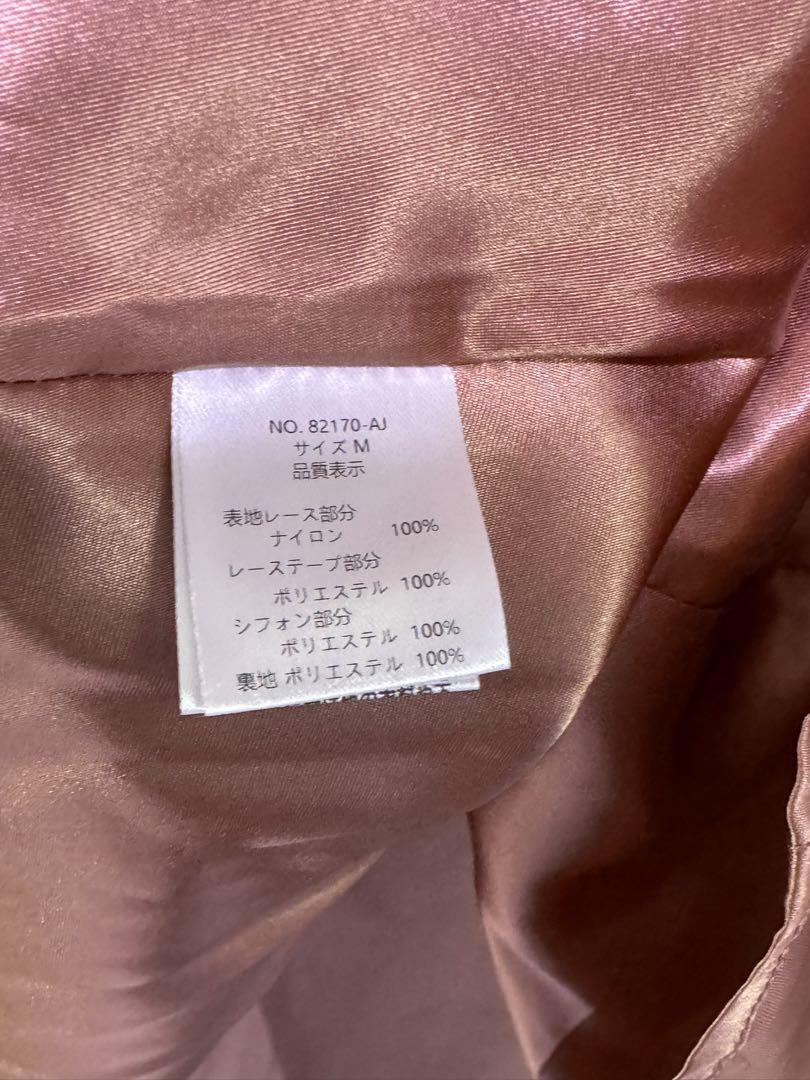 NO. 82170-AJ
サイズ M
品質表示
表地レース部分
ナイロン 100%
レーステープ部分
ポリエステル 100%
シフォン部分
ポリエステル 100%
裏地 ポリエステル 100%